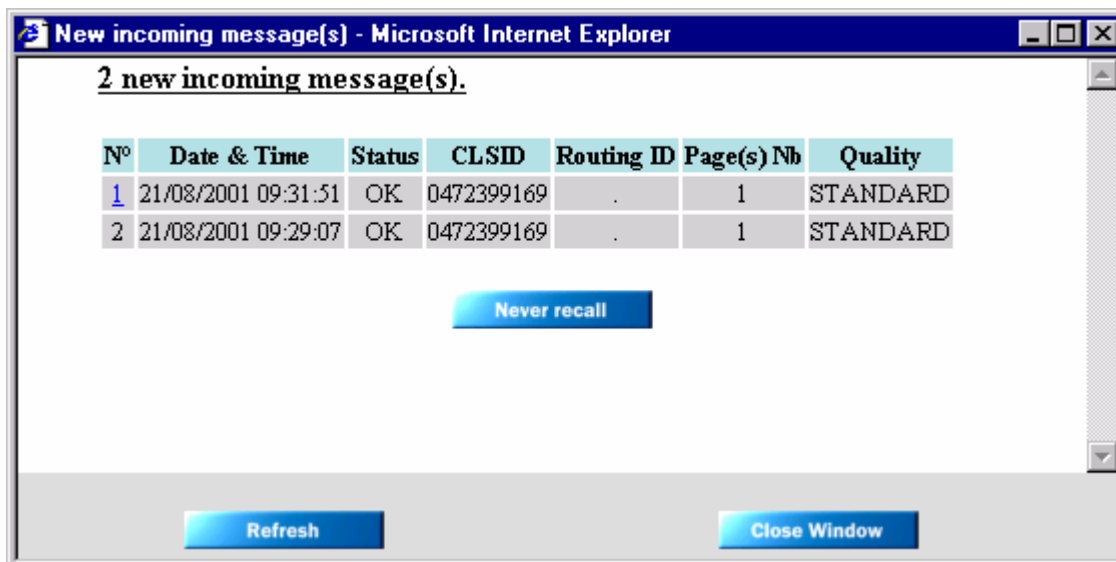 New incoming message(s) - Microsoft Internet Explorer
2 new incoming message(s).
Nº Date & Time Status CLSID Routing ID Page(s) Nb Quality
1 21/08/2001 09:31:51 OK 0472399169 . 1 STANDARD
2 21/08/2001 09:29:07 OK 0472399169 . 1 STANDARD
Never recall
Refresh Close Window